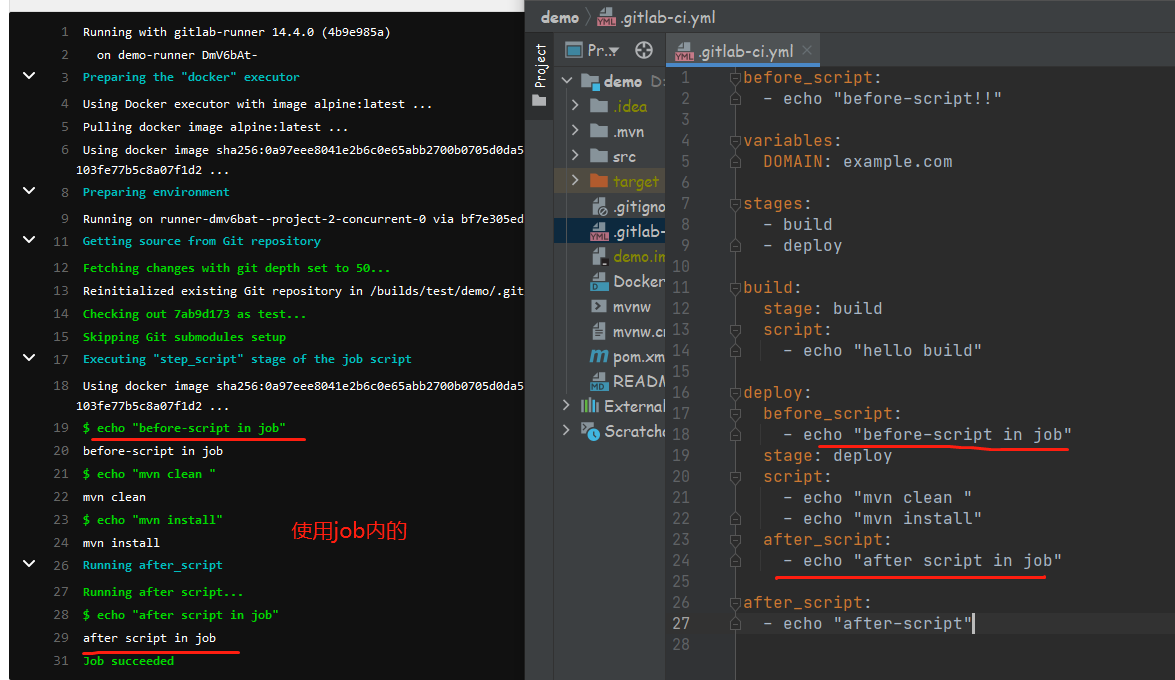 1 Running with gitlab-runner 14.4.0 (4b9e985a)
2 on demo-runner DmV6bAt-
3 Preparing the "docker" executor
4 Using Docker executor with image alpine:latest ...
5 Pulling docker image alpine:latest ...
6 Using docker image sha256:0a97eee8041e2b6c0e65abb2700b0705d0da5
103fe77b5c8a07f1d2 ...
8 Preparing environment
9 Running on runner-dmv6bat--project-2-concurrent-0 via bf7e305ed
11 Getting source from Git repository
12 Fetching changes with git depth set to 50...
13 Reinitialized existing Git repository in /builds/test/demo/.git
14 Checking out 7ab9d173 as test...
15 Skipping Git submodules setup
17 Executing "step_script" stage of the job script
18 Using docker image sha256:0a97eee8041e2b6c0e65abb2700b0705d0da5
103fe77b5c8a07f1d2 ...
19 $ echo "before-script in job"
20 before-script in job
21 $ echo "mvn clean "
22 mvn clean
23 $ echo "mvn install"
24 mvn install
使用job内的
26 Running after_script
27 Running after script...
28 $ echo "after script in job"
29 after script in job
31 Job succeeded
demo .gitlab-ci.yml
Project
Pr..
demo D:
.idea
.mvn
src
target
.gitigno
.gitlab-
demo.im
Docker
mvnw
mvnw.c
pom.xm
READM
External
Scratche
.gitlab-ci.yml
1 before_script:
2 - echo "before-script!!"
3
4 variables:
5 DOMAIN: example.com
6
7 stages:
8 - build
9 - deploy
10
11 build:
12 stage: build
13 script:
14 - echo "hello build"
15
16 deploy:
17 before_script:
18 - echo "before-script in job"
19 stage: deploy
20 script:
21 - echo "mvn clean "
22 - echo "mvn install"
23 after_script:
24 - echo "after script in job"
25
26 after_script:
27 - echo "after-script"
28